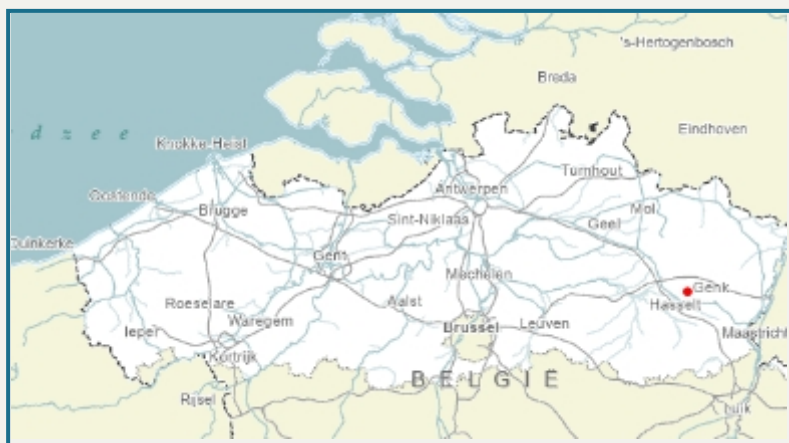 's-Hertogenbosch
Breda
dzee
Eindhoven
Knokke-Heist
Turnhout
Antwerpen
Oostende
Mol
Brugge
Sint-Niklaas
Geel
Duinkerke
Gent
Mechelen
Genk
Roeselare
Aalst
Hasselt
Waregem
Brussel
Leuven
Ieper
Maastricht
Kortrijk
BELGIË
Rijsel
Luik